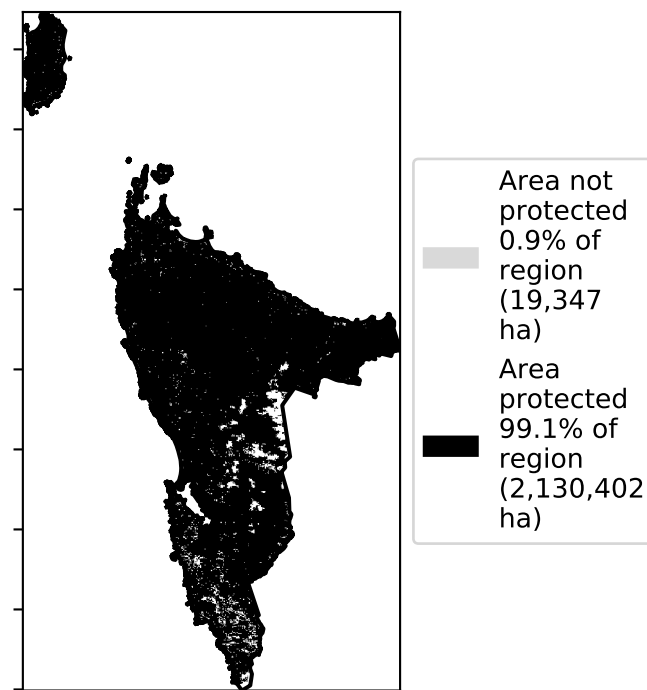 Area not
protected
0.9% of
region
(19,347
ha)
Area
protected
99.1% of
region
(2,130,402
ha)